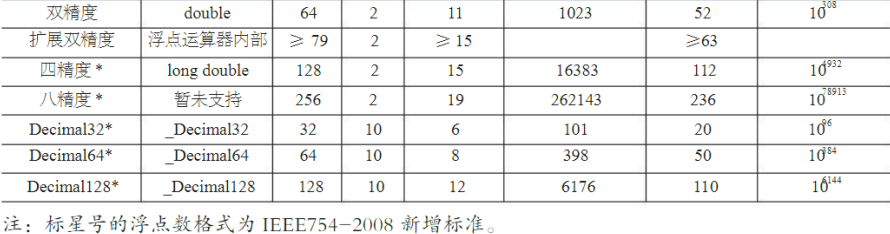 双精度 double 64 2 11 1023 52 10^308
扩展双精度 浮点运算器内部 ≥ 79 2 ≥ 15 ≥63
四精度 * long double 128 2 15 16383 112 10^4932
八精度 * 暂未支持 256 2 19 262143 236 10^78913
Decimal32* _Decimal32 32 10 6 101 20 10^96
Decimal64* _Decimal64 64 10 8 398 50 10^384
Decimal128* _Decimal128 128 10 12 6176 110 10^6144
注：标星号的浮点数格式为 IEEE754-2008 新增标准。